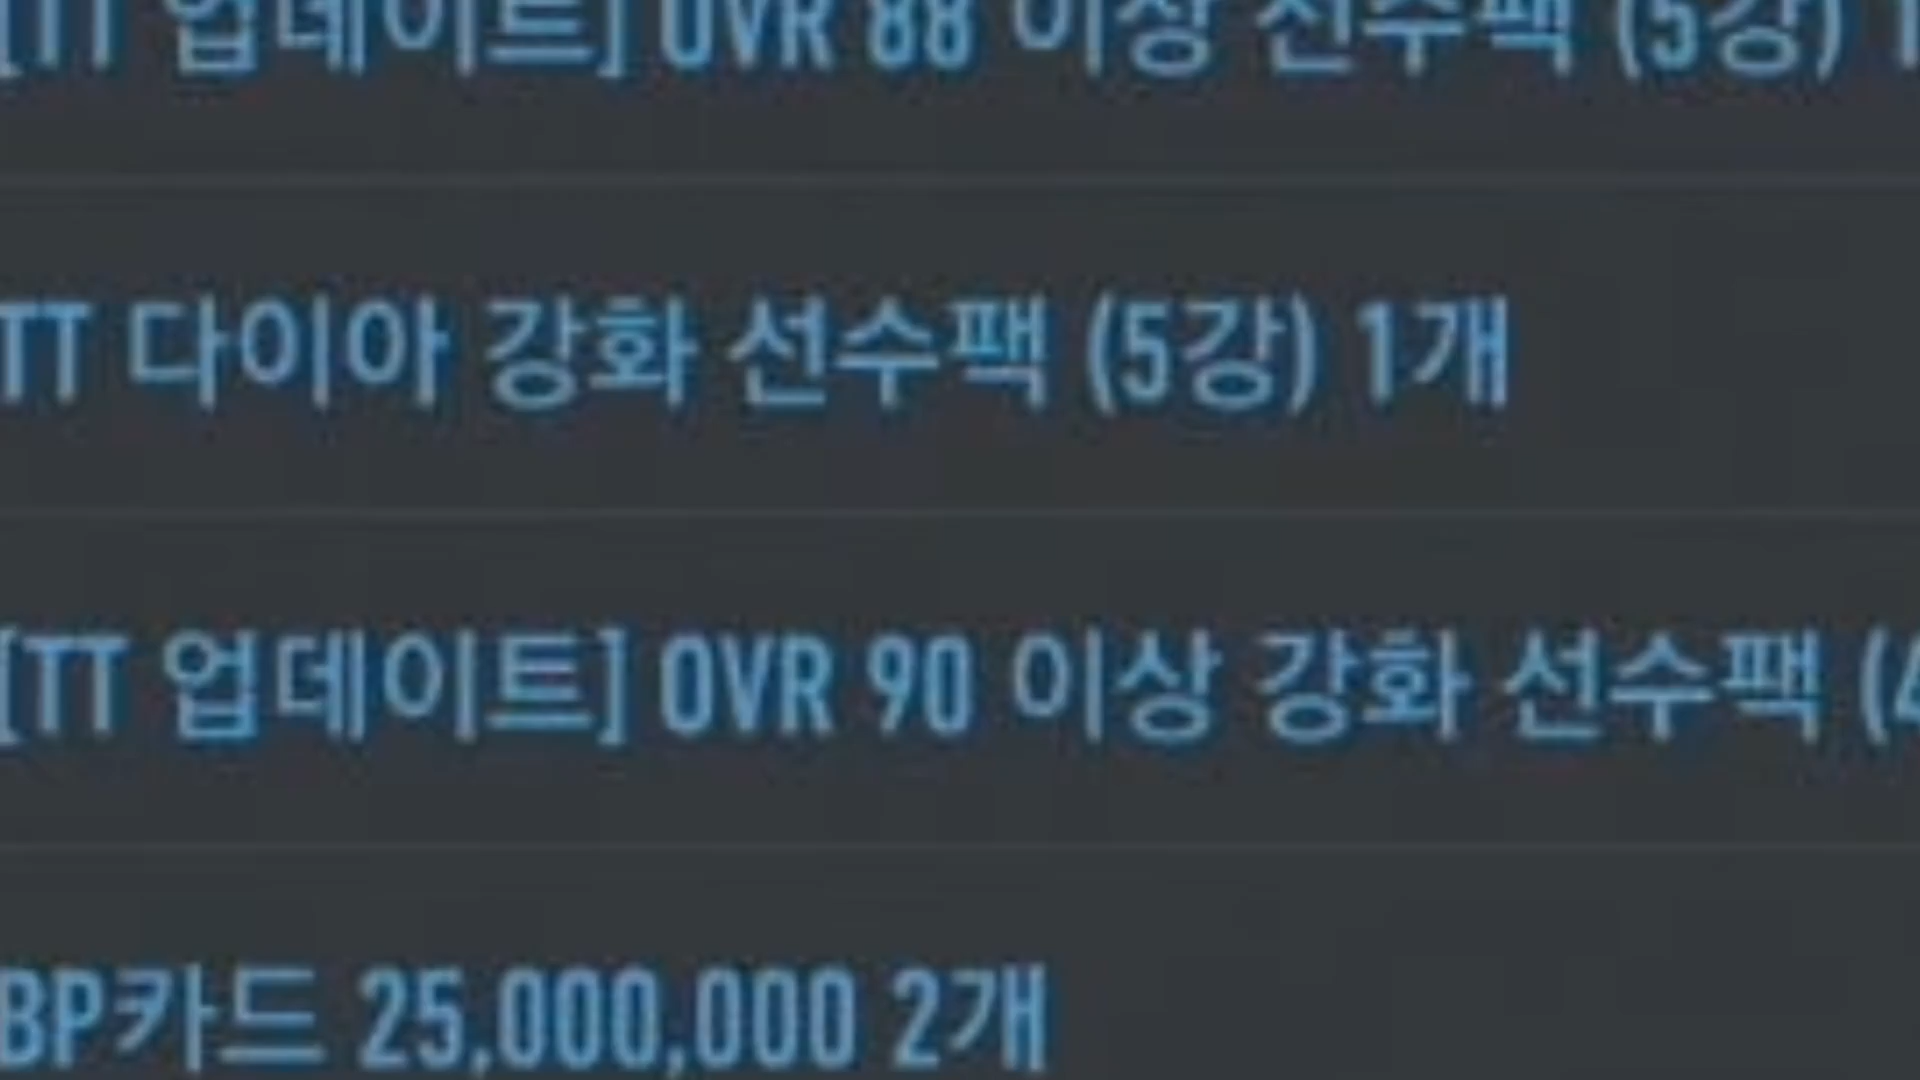 [TT 업데이트] OVR 88 이상 선수팩 (5강) 1
TT 다이아 강화 선수팩 (5강) 1개
[TT 업데이트] OVR 90 이상 강화 선수팩 (4
BP카드 25,000,000 2개